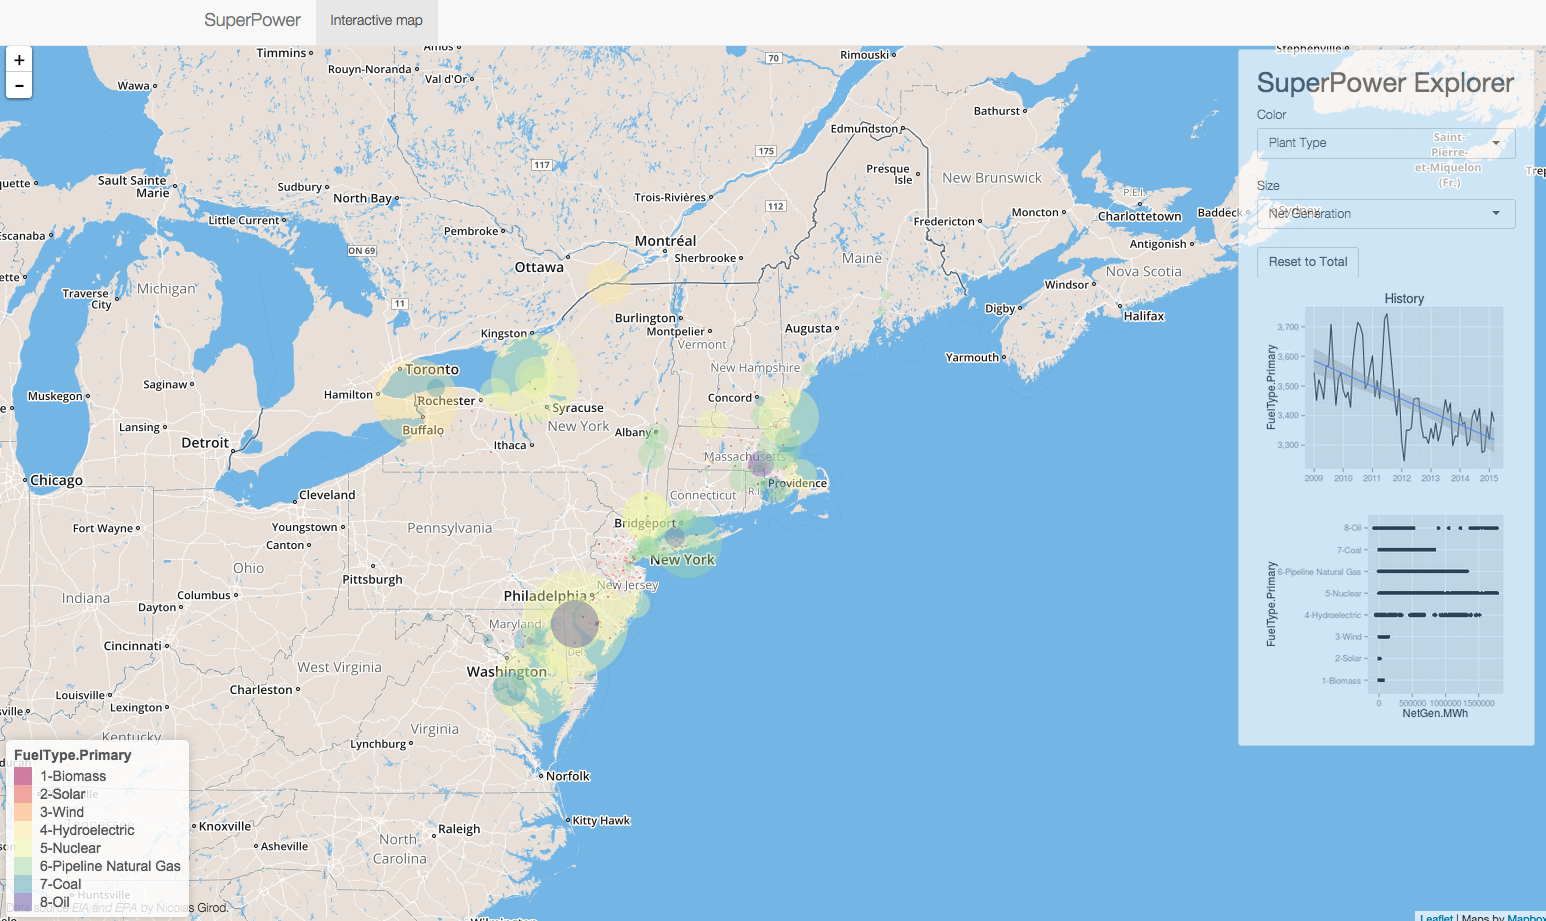 SuperPower
Interactive map
+
-
SuperPower Explorer
Color
Plant Type
Size
Net Generation
Reset to Total
History
FuelType.Primary
3,700
3,600
3,500
3,400
3,300
2009 2010 2011 2012 2013 2014 2015
FuelType.Primary
8-Oil
7-Coal
6-Pipeline Natural Gas
5-Nuclear
4-Hydroelectric
3-Wind
2-Solar
1-Biomass
0 500000 1000000 1500000
NetGen.MWh
Timmins
Amos
Rimouski
Stephenville
70
Rouyn-Noranda
Val d'Or
Wawa
Bathurst
Edmundston
175
117
Saint-
Pierre-
et-Miquelon
(Fr.)
Presque
Isle
New Brunswick
Sault Sainte
Marie
Sudbury
North Bay
Trois-Rivières
112
P.E.I.
Charlottetown
Baddeck
Sydney
Little Current
Pembroke
Fredericton
Moncton
Antigonish
ON 69
Montréal
Sherbrooke
Ottawa
Maine
Nova Scotia
Windsor
Traverse
City
Michigan
11
Burlington
Montpelier
Vermont
Augusta
Digby
Halifax
Kingston
Yarmouth
Toronto
New Hampshire
Saginaw
Muskegon
Hamilton
Rochester
Syracuse
Concord
Lansing
Buffalo
New York
Albany
Detroit
Ithaca
Massachusetts
Chicago
Providence
R.I.
Connecticut
Cleveland
Fort Wayne
Youngstown
Pennsylvania
Bridgeport
Canton
New York
Ohio
Pittsburgh
New Jersey
Indiana
Columbus
Dayton
Philadelphia
Maryland
Cincinnati
Del.
West Virginia
Washington
Charleston
Louisville
Lexington
Kentucky
Virginia
Lynchburg
Norfolk
Knoxville
Raleigh
Kitty Hawk
North
Carolina
Asheville
Huntsville
Wilmington
FuelType.Primary
1-Biomass
2-Solar
3-Wind
4-Hydroelectric
5-Nuclear
6-Pipeline Natural Gas
7-Coal
8-Oil
Data source EIA and EPA by Nicolas Girod.
Leaflet | Maps by Mapbox